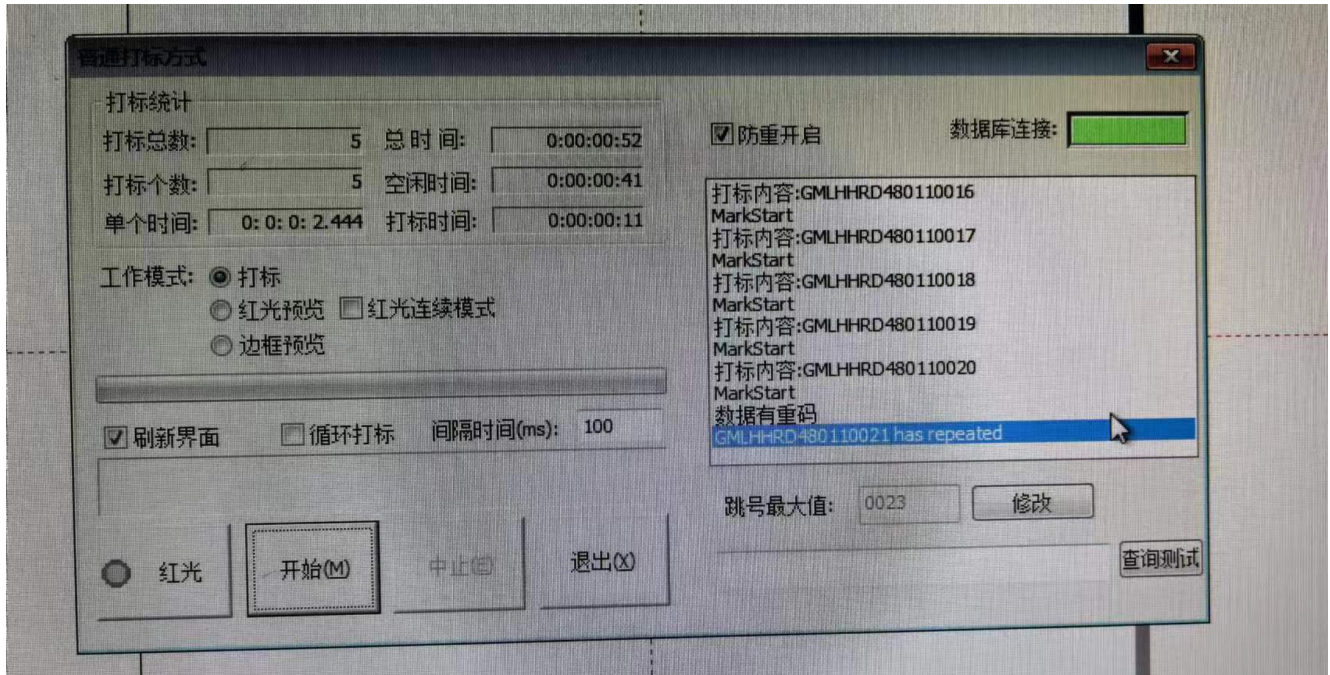 普通打标方式
打标统计
打标总数: 5 总时间: 0:00:00:52
打标个数: 5 空闲时间: 0:00:00:41
单个时间: 0: 0: 0: 2.444 打标时间: 0:00:00:11
工作模式: 打标
红光预览 红光连续模式
边框预览
刷新界面 循环打标 间隔时间(ms): 100
红光 开始(M) 中止(E) 退出(X)
防重开启 数据库连接:
打标内容:GMLHHRD480110016
MarkStart
打标内容:GMLHHRD480110017
MarkStart
打标内容:GMLHHRD480110018
MarkStart
打标内容:GMLHHRD480110019
MarkStart
打标内容:GMLHHRD480110020
MarkStart
数据有重码
GMLHHRD480110021 has repeated
跳号最大值: 0023 修改
查询测试